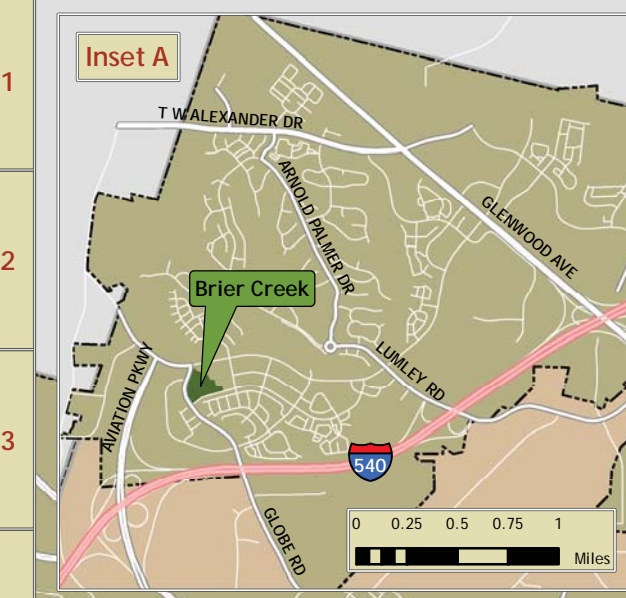 Inset A
1
T W ALEXANDER DR
ARNOLD PALMER DR
GLENWOOD AVE
2
Brier Creek
LUMLEY RD
AVIATION PKWY
3
540
GLOBE RD
0 0.25 0.5 0.75 1
Miles